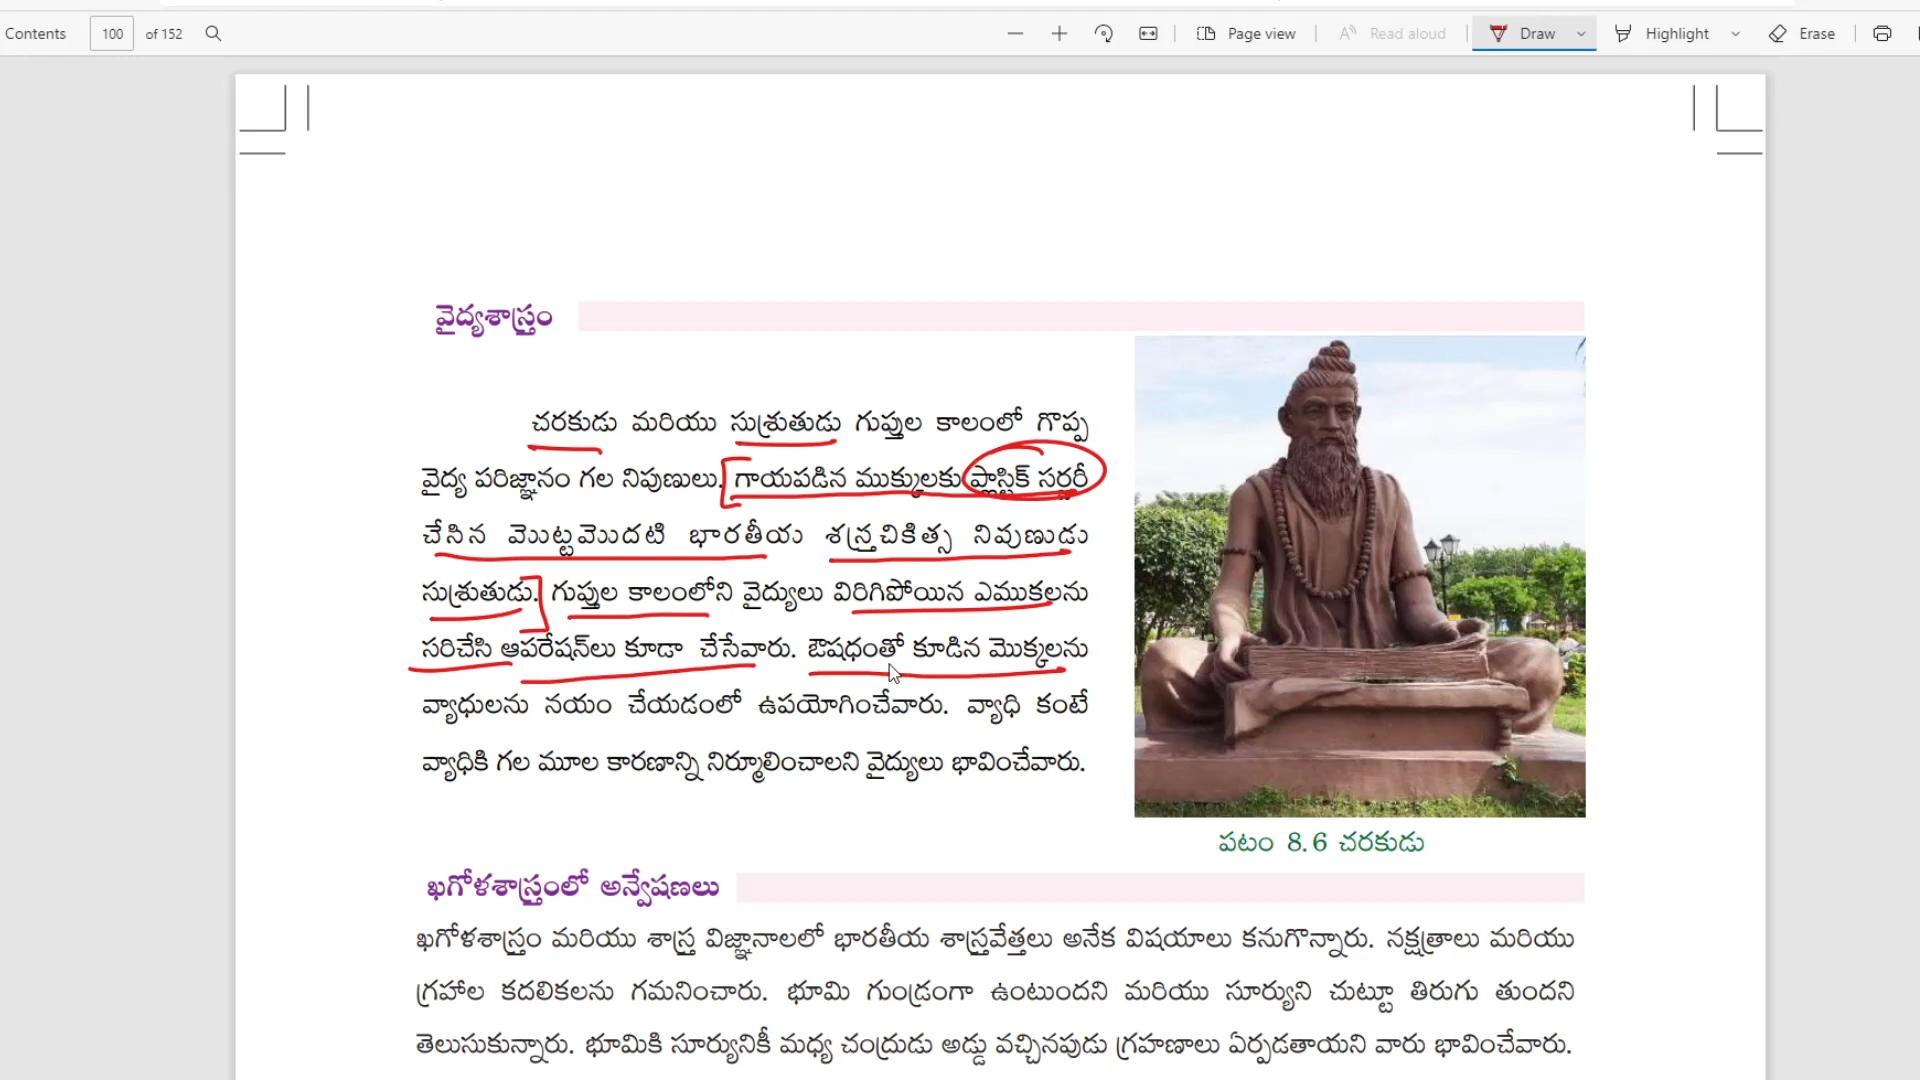 Contents 100 of 152 Page view Read aloud Draw Highlight Erase
వైద్యశాస్త్రం
చరకుడు మరియు సుశ్రుతుడు గుప్తుల కాలంలో గొప్ప
వైద్య పరిజ్ఞానం గల నిపుణులు. గాయపడిన ముక్కులకు ప్లాస్టిక్ సర్జరీ
చేసిన మొట్టమొదటి భారతీయ శస్త్రచికిత్స నిపుణుడు
సుశ్రుతుడు. గుప్తుల కాలంలోని వైద్యులు విరిగిపోయిన ఎముకలను
సరిచేసి ఆపరేషన్‌లు కూడా చేసేవారు. ఔషధంతో కూడిన మొక్కలను
వ్యాధులను నయం చేయడంలో ఉపయోగించేవారు. వ్యాధి కంటే
వ్యాధికి గల మూల కారణాన్ని నిర్మూలించాలని వైద్యులు భావించేవారు.
పటం 8.6 చరకుడు
ఖగోళశాస్త్రంలో అన్వేషణలు
ఖగోళశాస్త్రం మరియు శాస్త్ర విజ్ఞానాలలో భారతీయ శాస్త్రవేత్తలు అనేక విషయాలు కనుగొన్నారు. నక్షత్రాలు మరియు
గ్రహాల కదలికలను గమనించారు. భూమి గుండ్రంగా ఉంటుందని మరియు సూర్యుని చుట్టూ తిరుగు తుందని
తెలుసుకున్నారు. భూమికి సూర్యునికీ మధ్య చంద్రుడు అడ్డు వచ్చినపుడు గ్రహణాలు ఏర్పడతాయని వారు భావించేవారు.